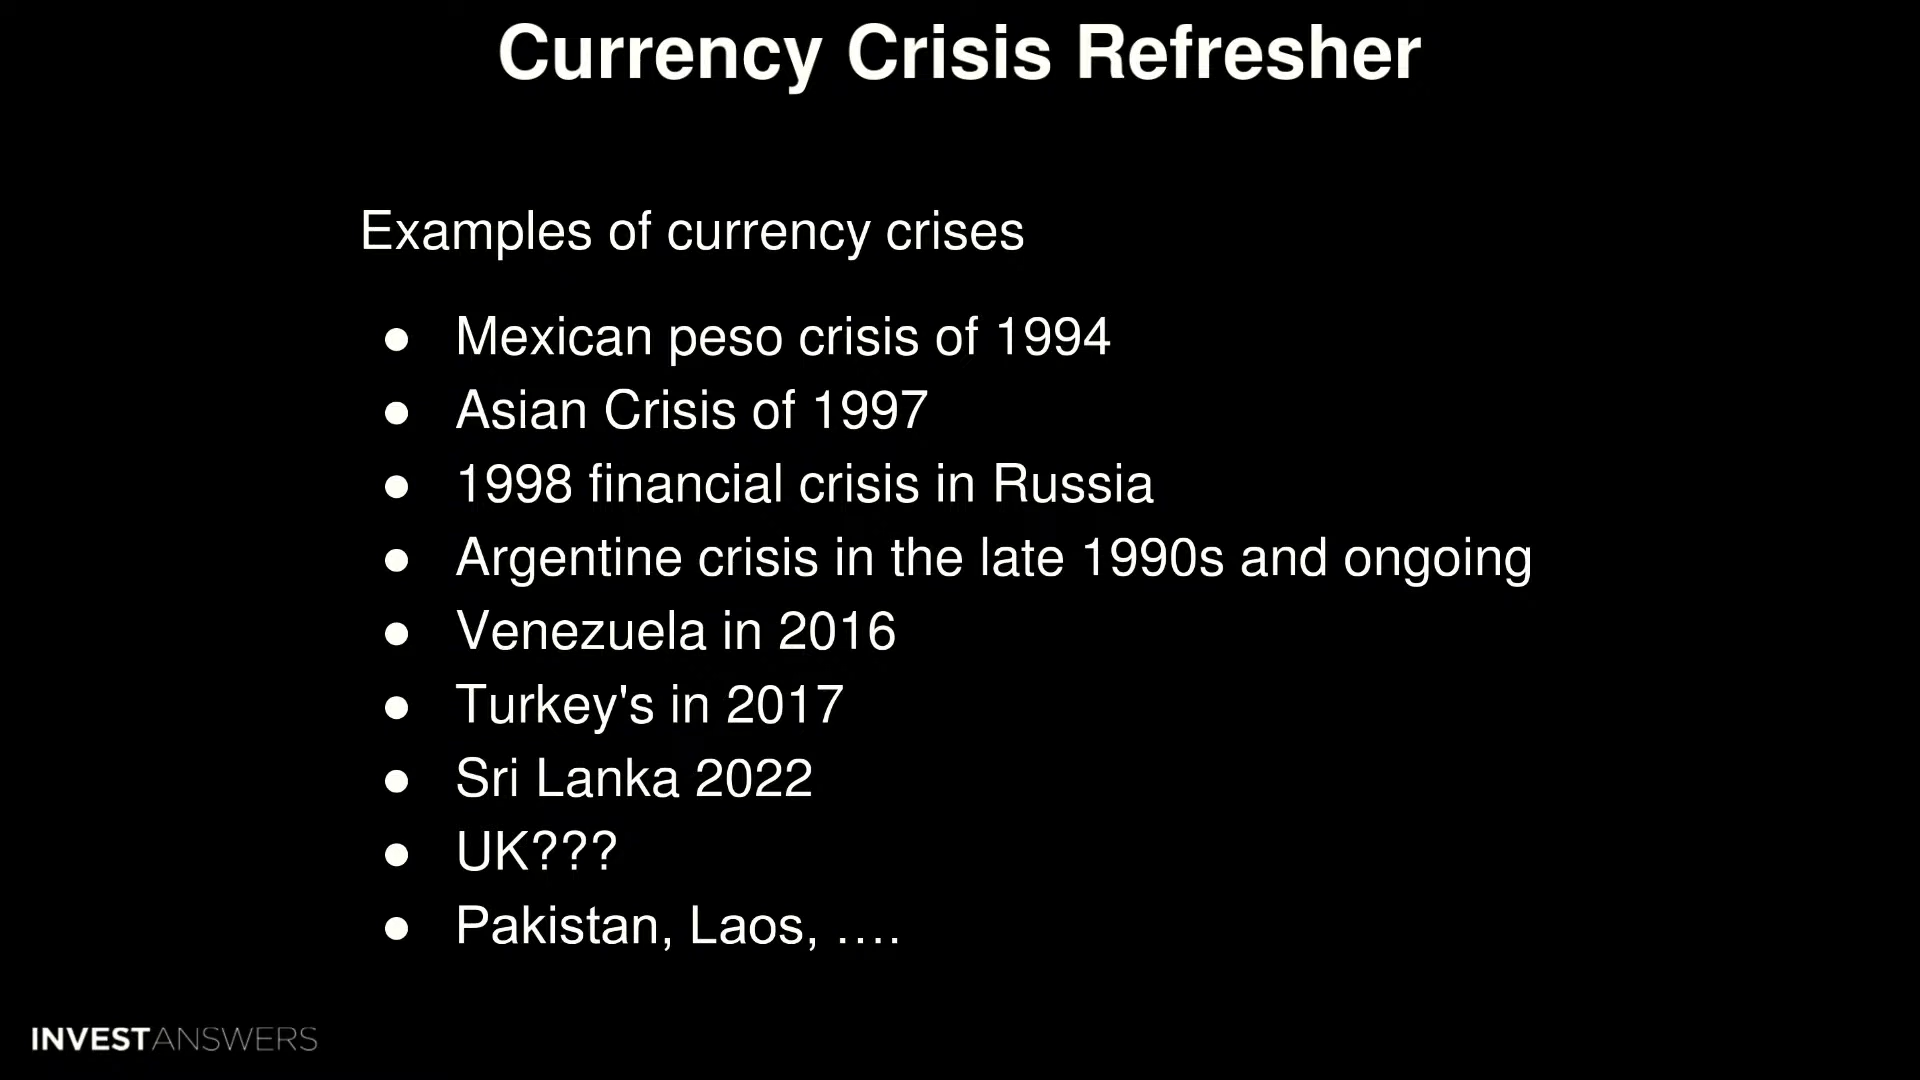 Currency Crisis Refresher
Examples of currency crises
● Mexican peso crisis of 1994
● Asian Crisis of 1997
● 1998 financial crisis in Russia
● Argentine crisis in the late 1990s and ongoing
● Venezuela in 2016
● Turkey's in 2017
● Sri Lanka 2022
● UK???
● Pakistan, Laos, ….
INVESTANSWERS